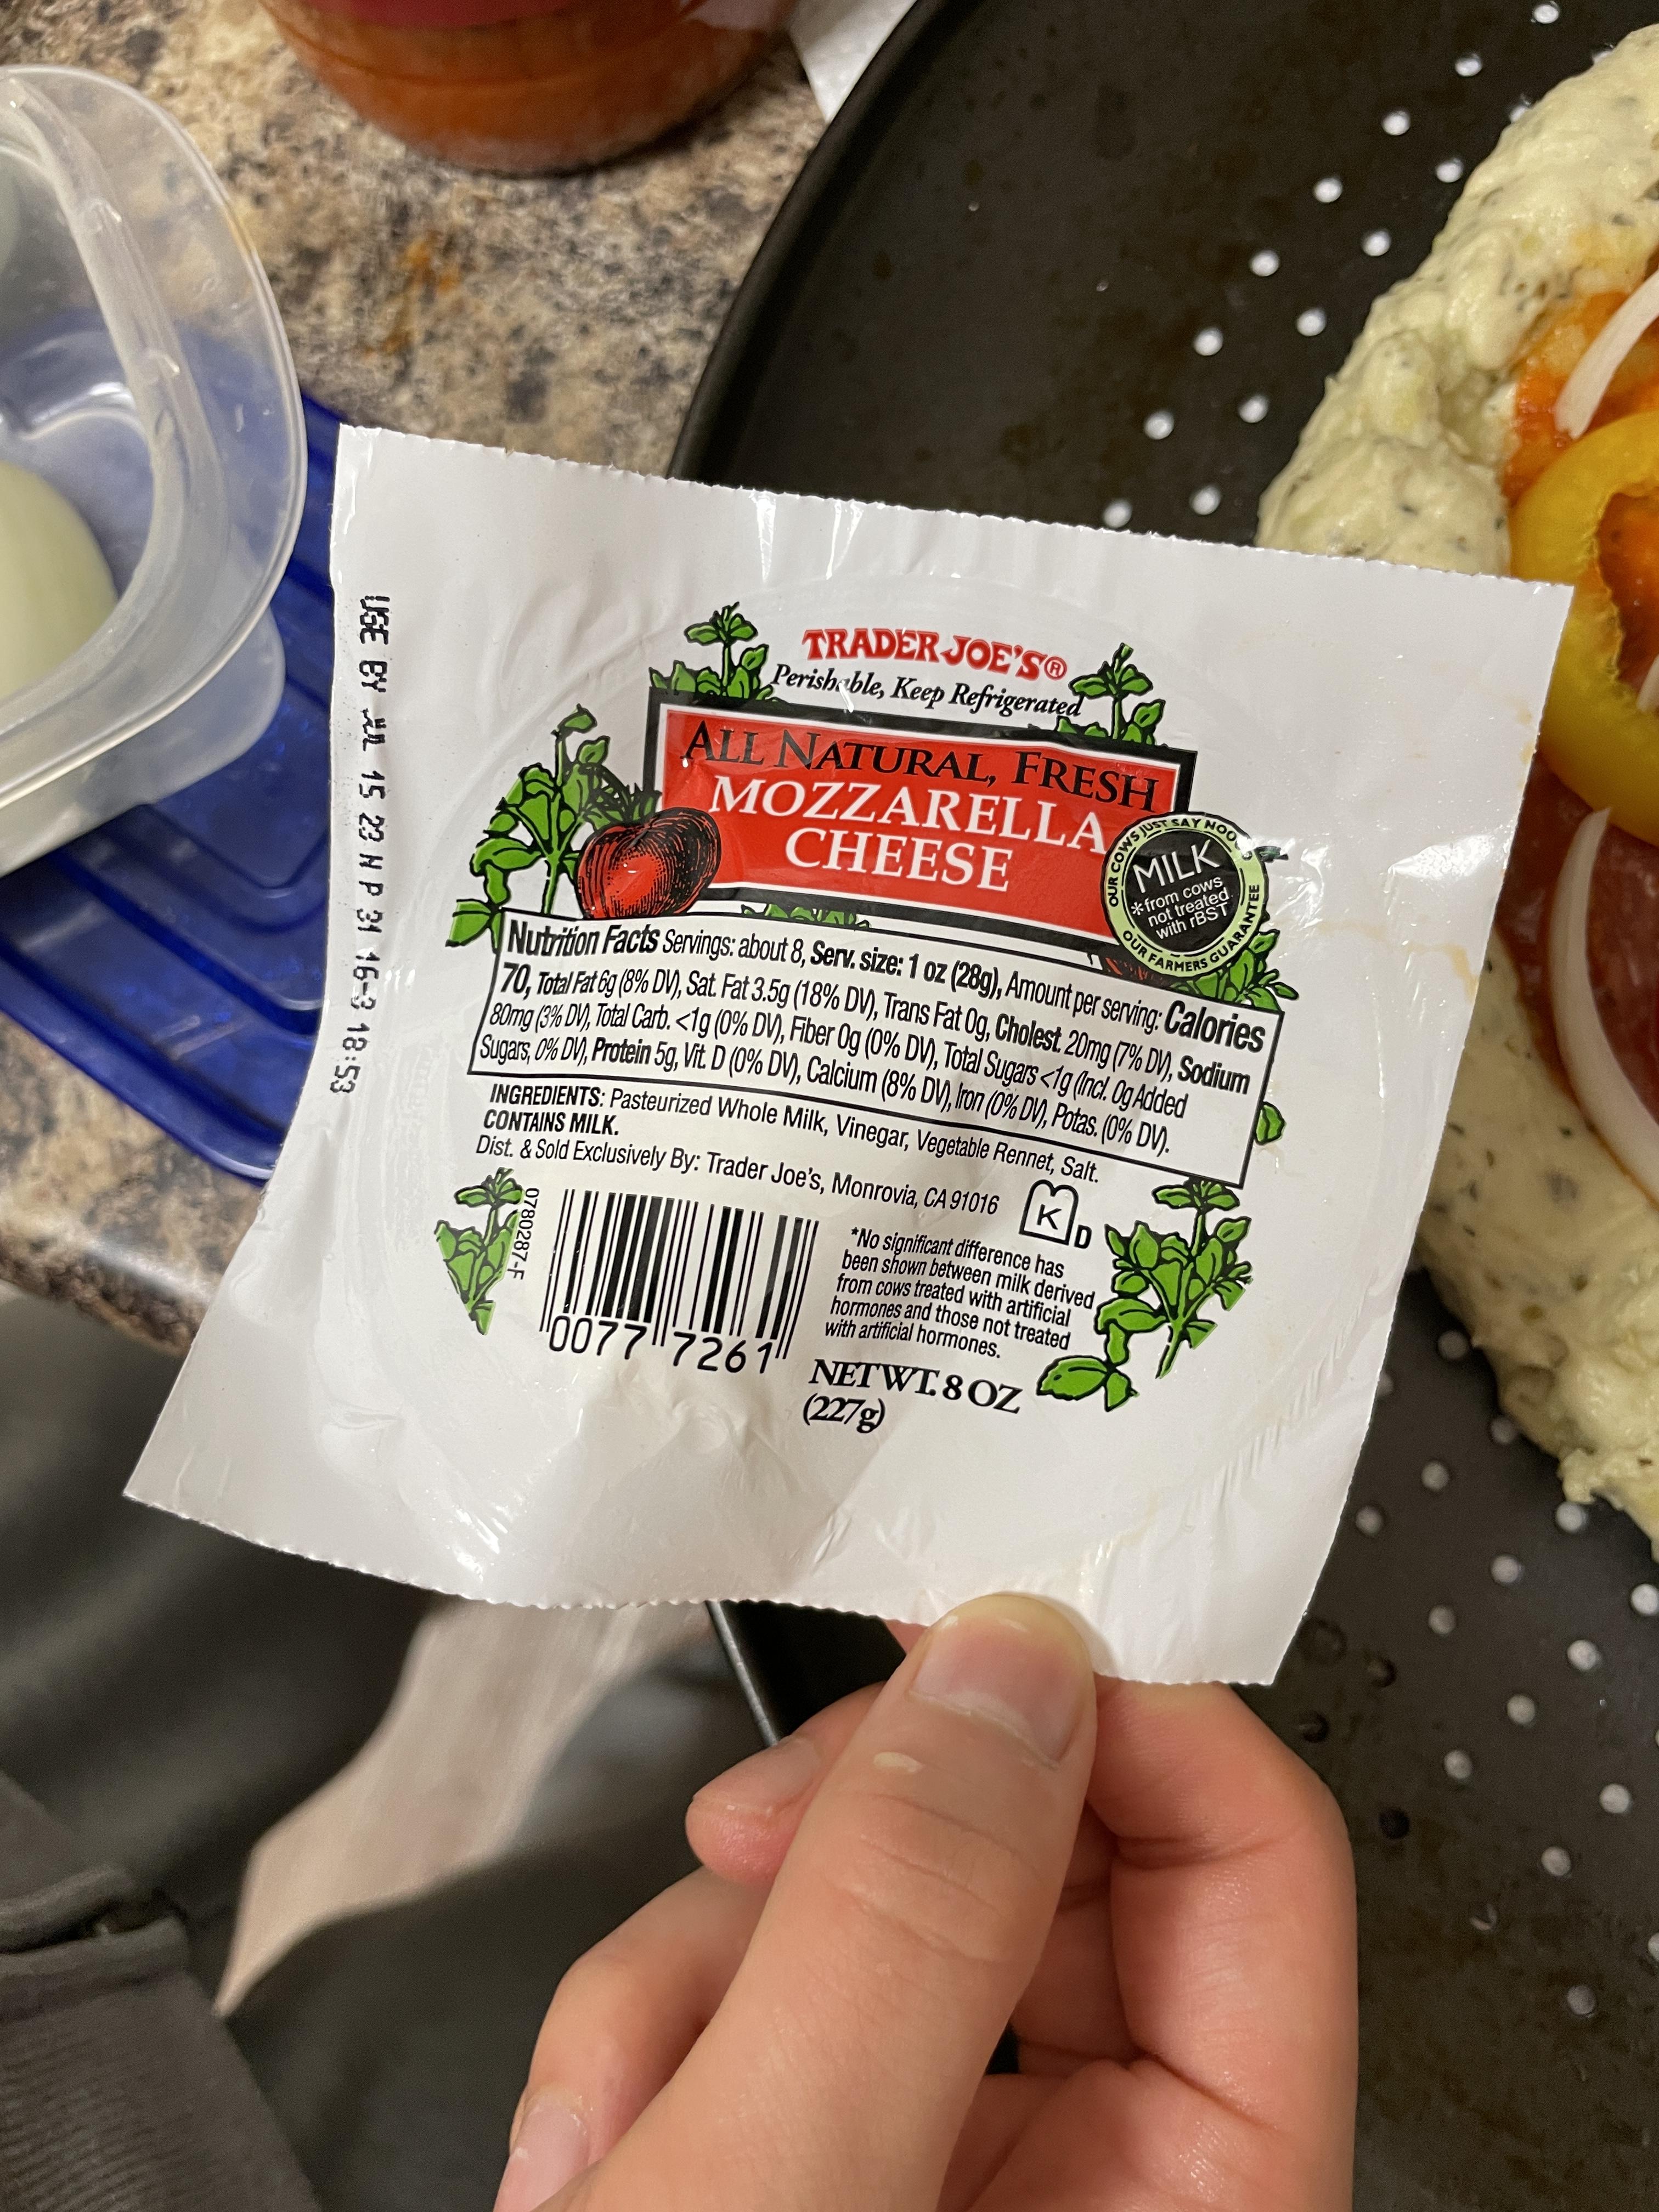 TRADER JOE'S®
Perishable, Keep Refrigerated
ALL NATURAL, FRESH
MOZZARELLA
CHEESE
OUR COWS JUST SAY NOOO
MILK
*from cows
not treated
with rBST
OUR FARMERS GUARANTEE
Nutrition Facts Servings: about 8, Serv. size: 1 oz (28g), Amount per serving: Calories
70, Total Fat 6g (8% DV), Sat. Fat 3.5g (18% DV), Trans Fat 0g, Cholest. 20mg (7% DV), Sodium
80mg (3% DV), Total Carb. <1g (0% DV), Fiber 0g (0% DV), Total Sugars <1g (Incl. 0g Added
Sugars, 0% DV), Protein 5g, Vit. D (0% DV), Calcium (8% DV), Iron (0% DV), Potas. (0% DV).
INGREDIENTS: Pasteurized Whole Milk, Vinegar, Vegetable Rennet, Salt.
CONTAINS MILK.
Dist. & Sold Exclusively By: Trader Joe's, Monrovia, CA 91016
K D
0780287-F
0077 7261
*No significant difference has
been shown between milk derived
from cows treated with artificial
hormones and those not treated
with artificial hormones.
NET WT. 8 OZ
(227g)
USE BY JUL 15 20 N P 31 16-3 18:53